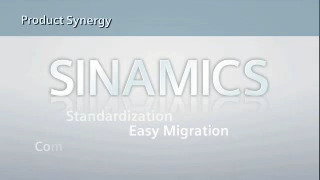 Product Synergy
SINAMICS
Standardization
Easy Migration
Com